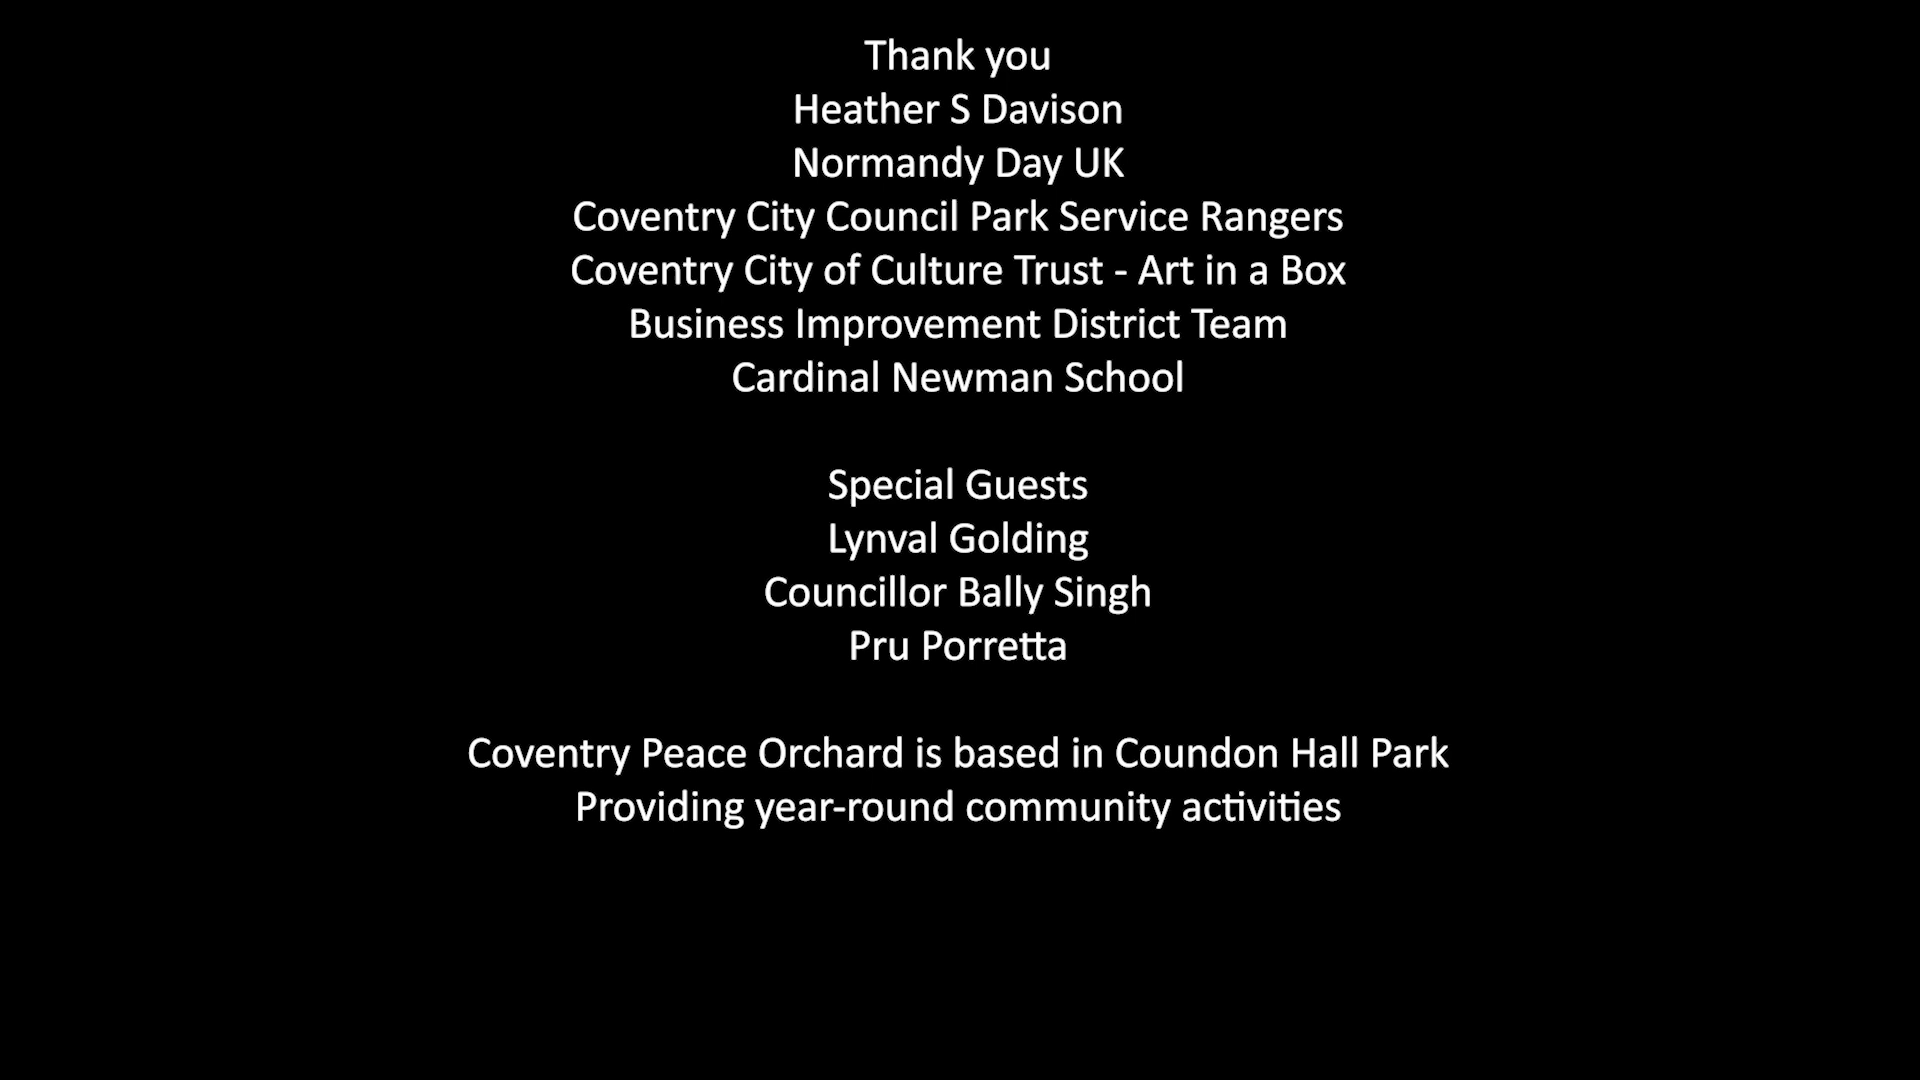 Thank you
Heather S Davison
Normandy Day UK
Coventry City Council Park Service Rangers
Coventry City of Culture Trust - Art in a Box
Business Improvement District Team
Cardinal Newman School
Special Guests
Lynval Golding
Councillor Bally Singh
Pru Porretta
Coventry Peace Orchard is based in Coundon Hall Park
Providing year-round community activities